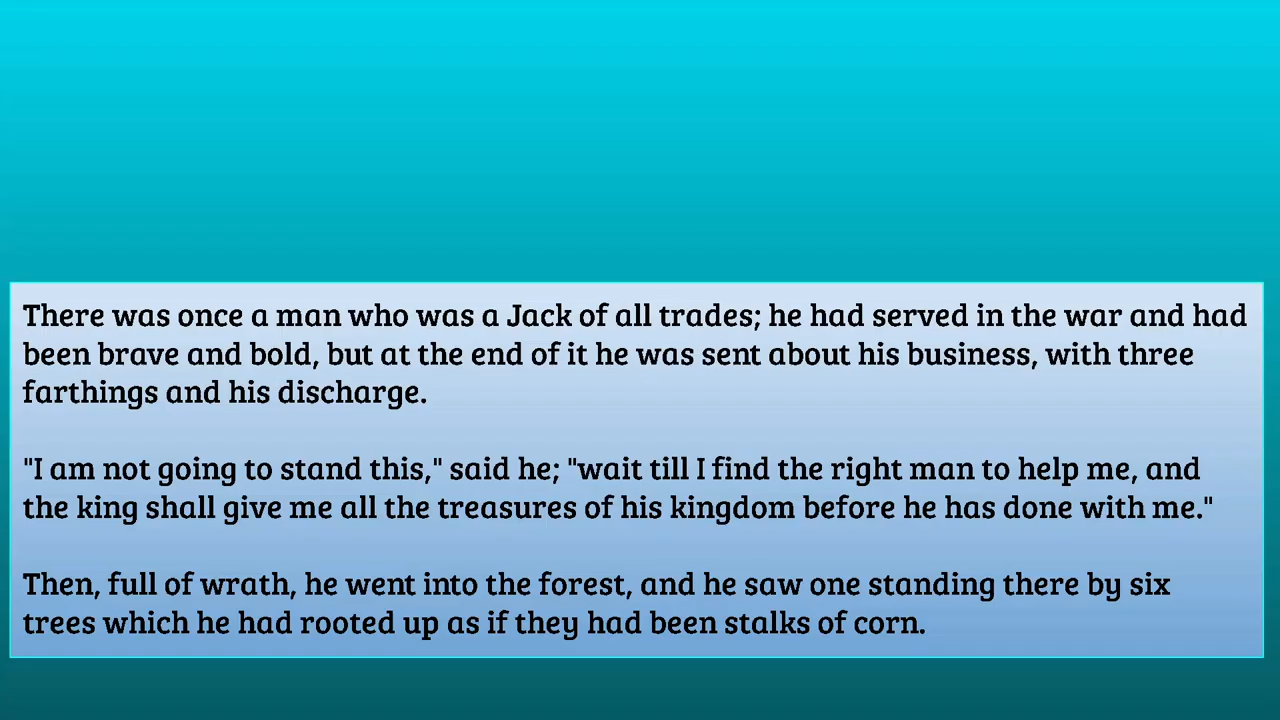 There was once a man who was a Jack of all trades; he had served in the war and had
been brave and bold, but at the end of it he was sent about his business, with three
farthings and his discharge.
"I am not going to stand this," said he; "wait till I find the right man to help me, and
the king shall give me all the treasures of his kingdom before he has done with me."
Then, full of wrath, he went into the forest, and he saw one standing there by six
trees which he had rooted up as if they had been stalks of corn.